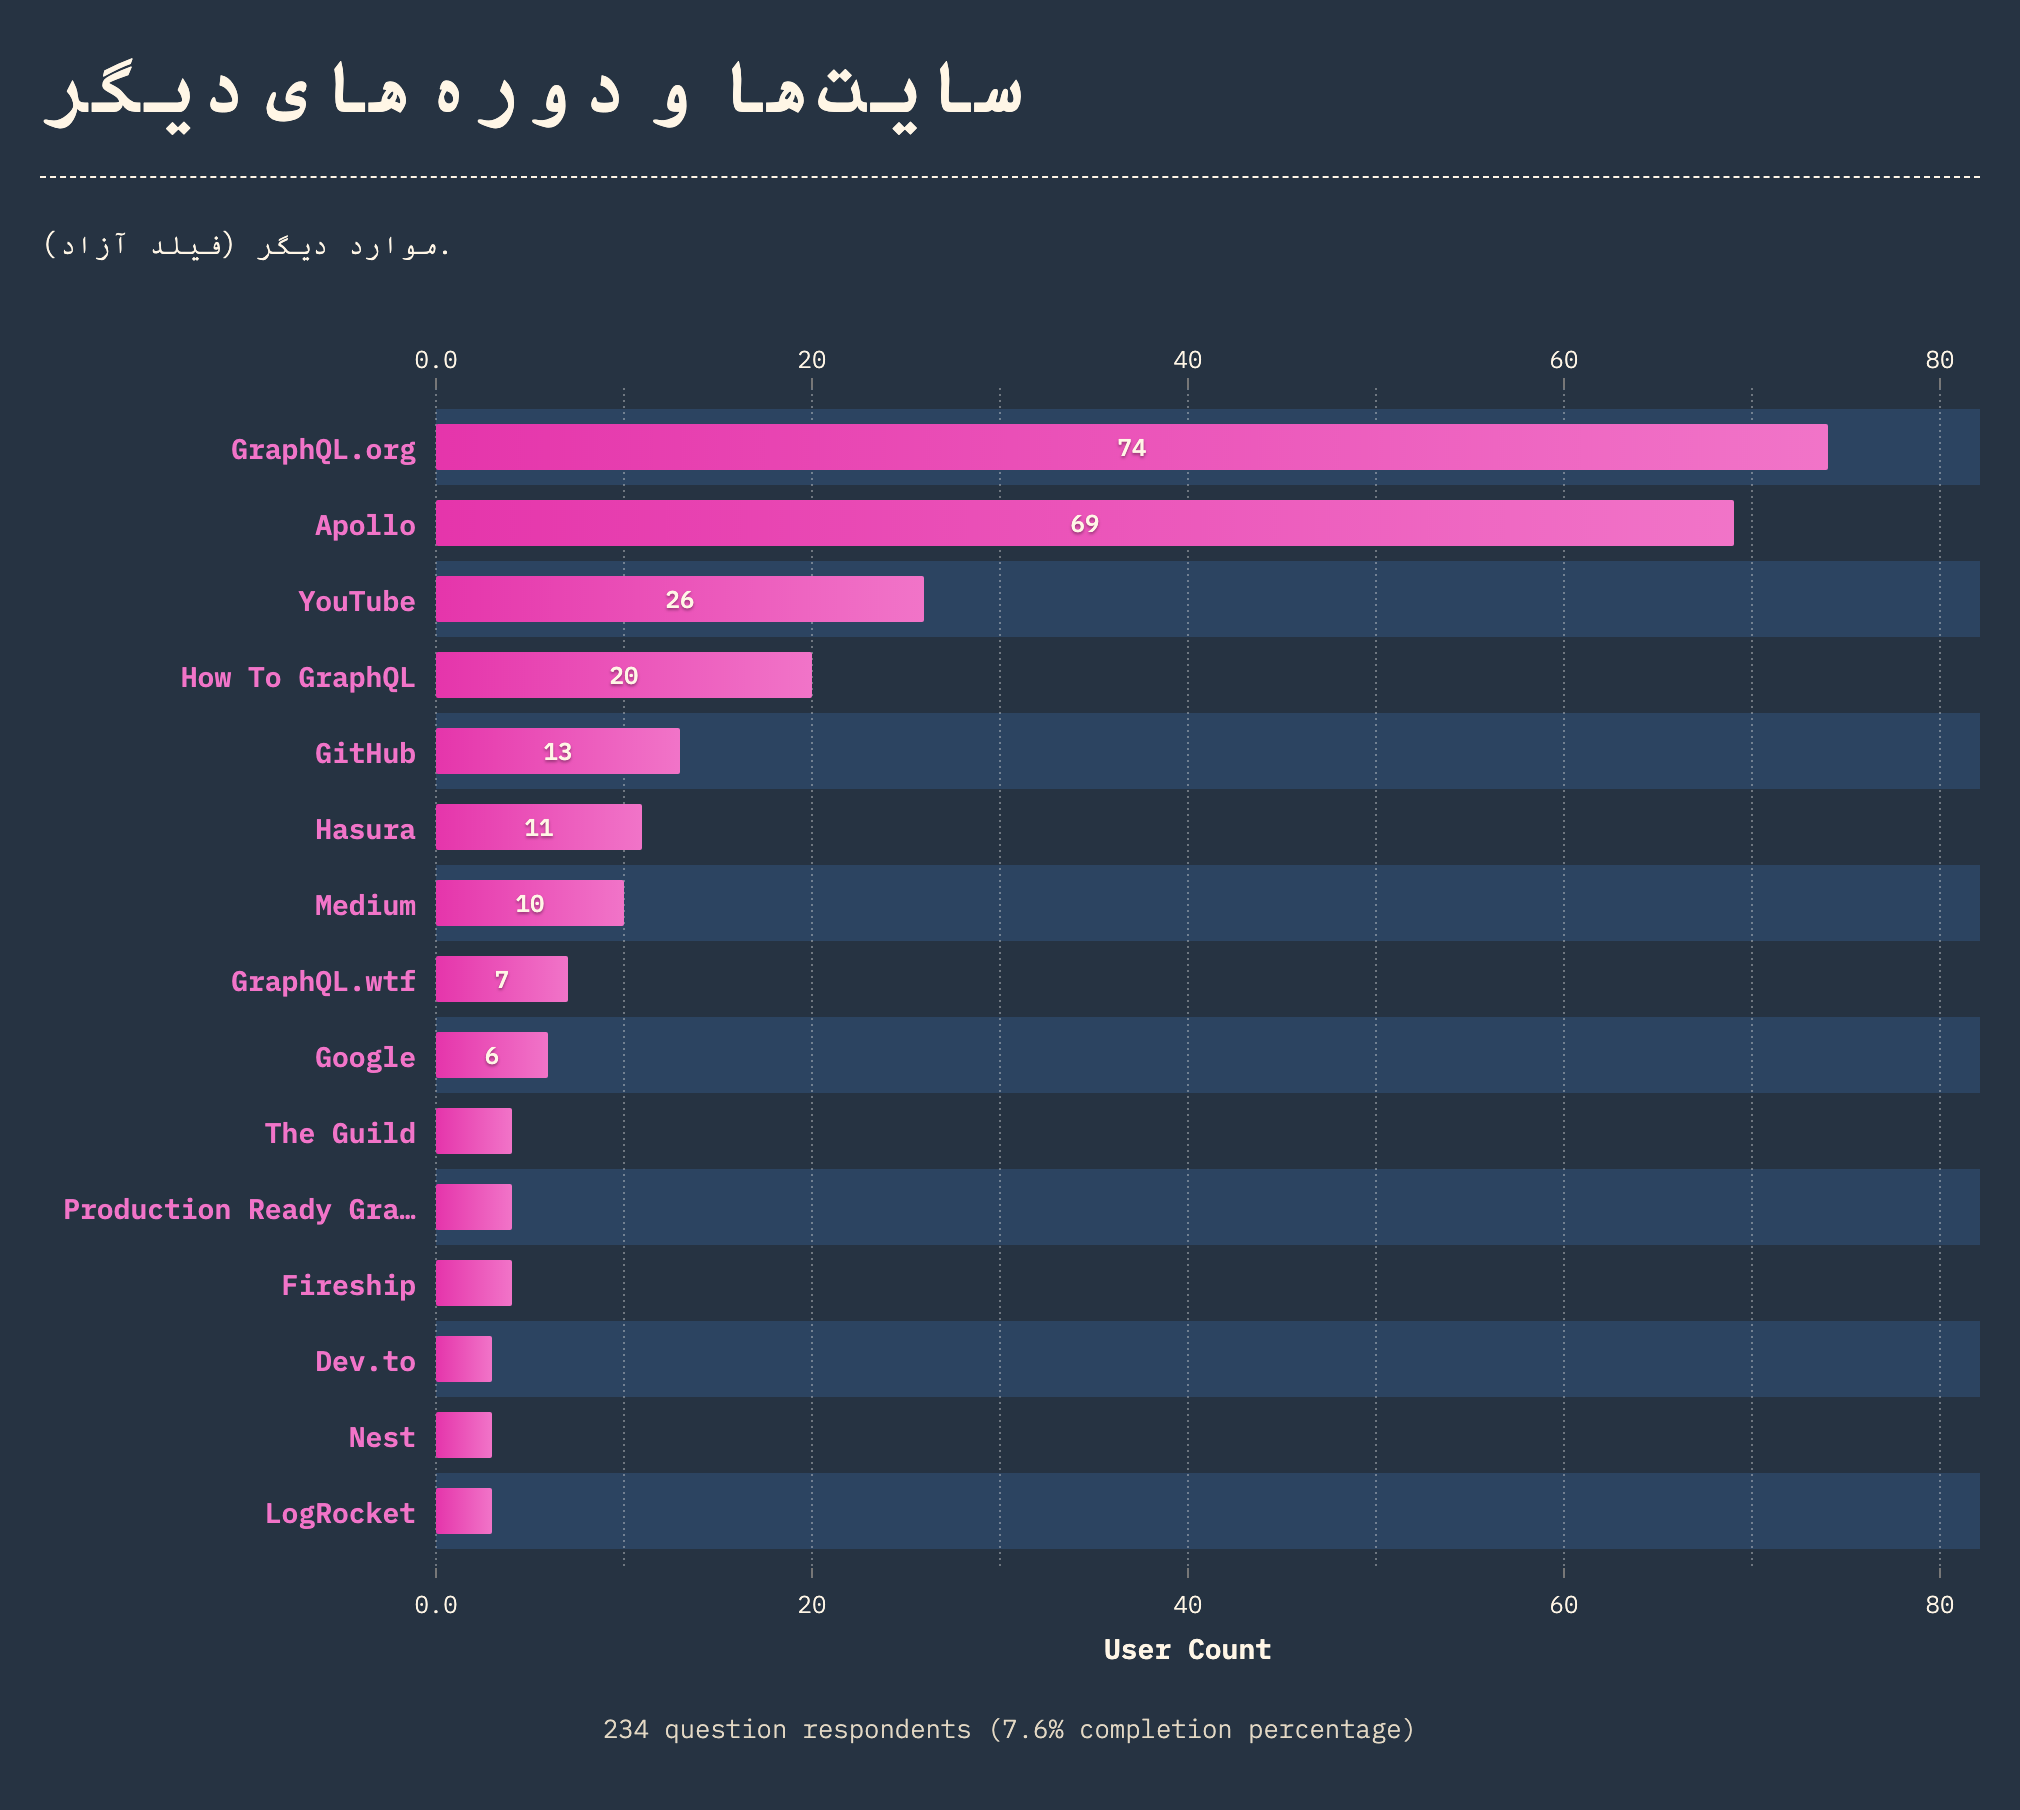 سایت‌ها و دوره های دیگر
موارد دیگر (فیلد آزاد).
0.0 20 40 60 80
GraphQL.org 74
Apollo 69
YouTube 26
How To GraphQL 20
GitHub 13
Hasura 11
Medium 10
GraphQL.wtf 7
Google 6
The Guild
Production Ready Gra…
Fireship
Dev.to
Nest
LogRocket
0.0 20 40 60 80
User Count
234 question respondents (7.6% completion percentage)